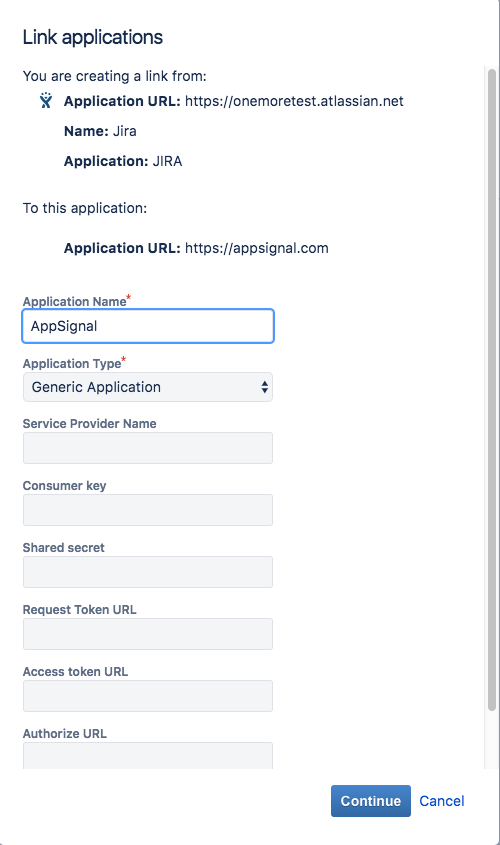 Link applications
You are creating a link from:
Application URL: https://onemoretest.atlassian.net
Name: Jira
Application: JIRA
To this application:
Application URL: https://appsignal.com
Application Name*
AppSignal
Application Type*
Generic Application
Service Provider Name
Consumer key
Shared secret
Request Token URL
Access token URL
Authorize URL
Continue Cancel